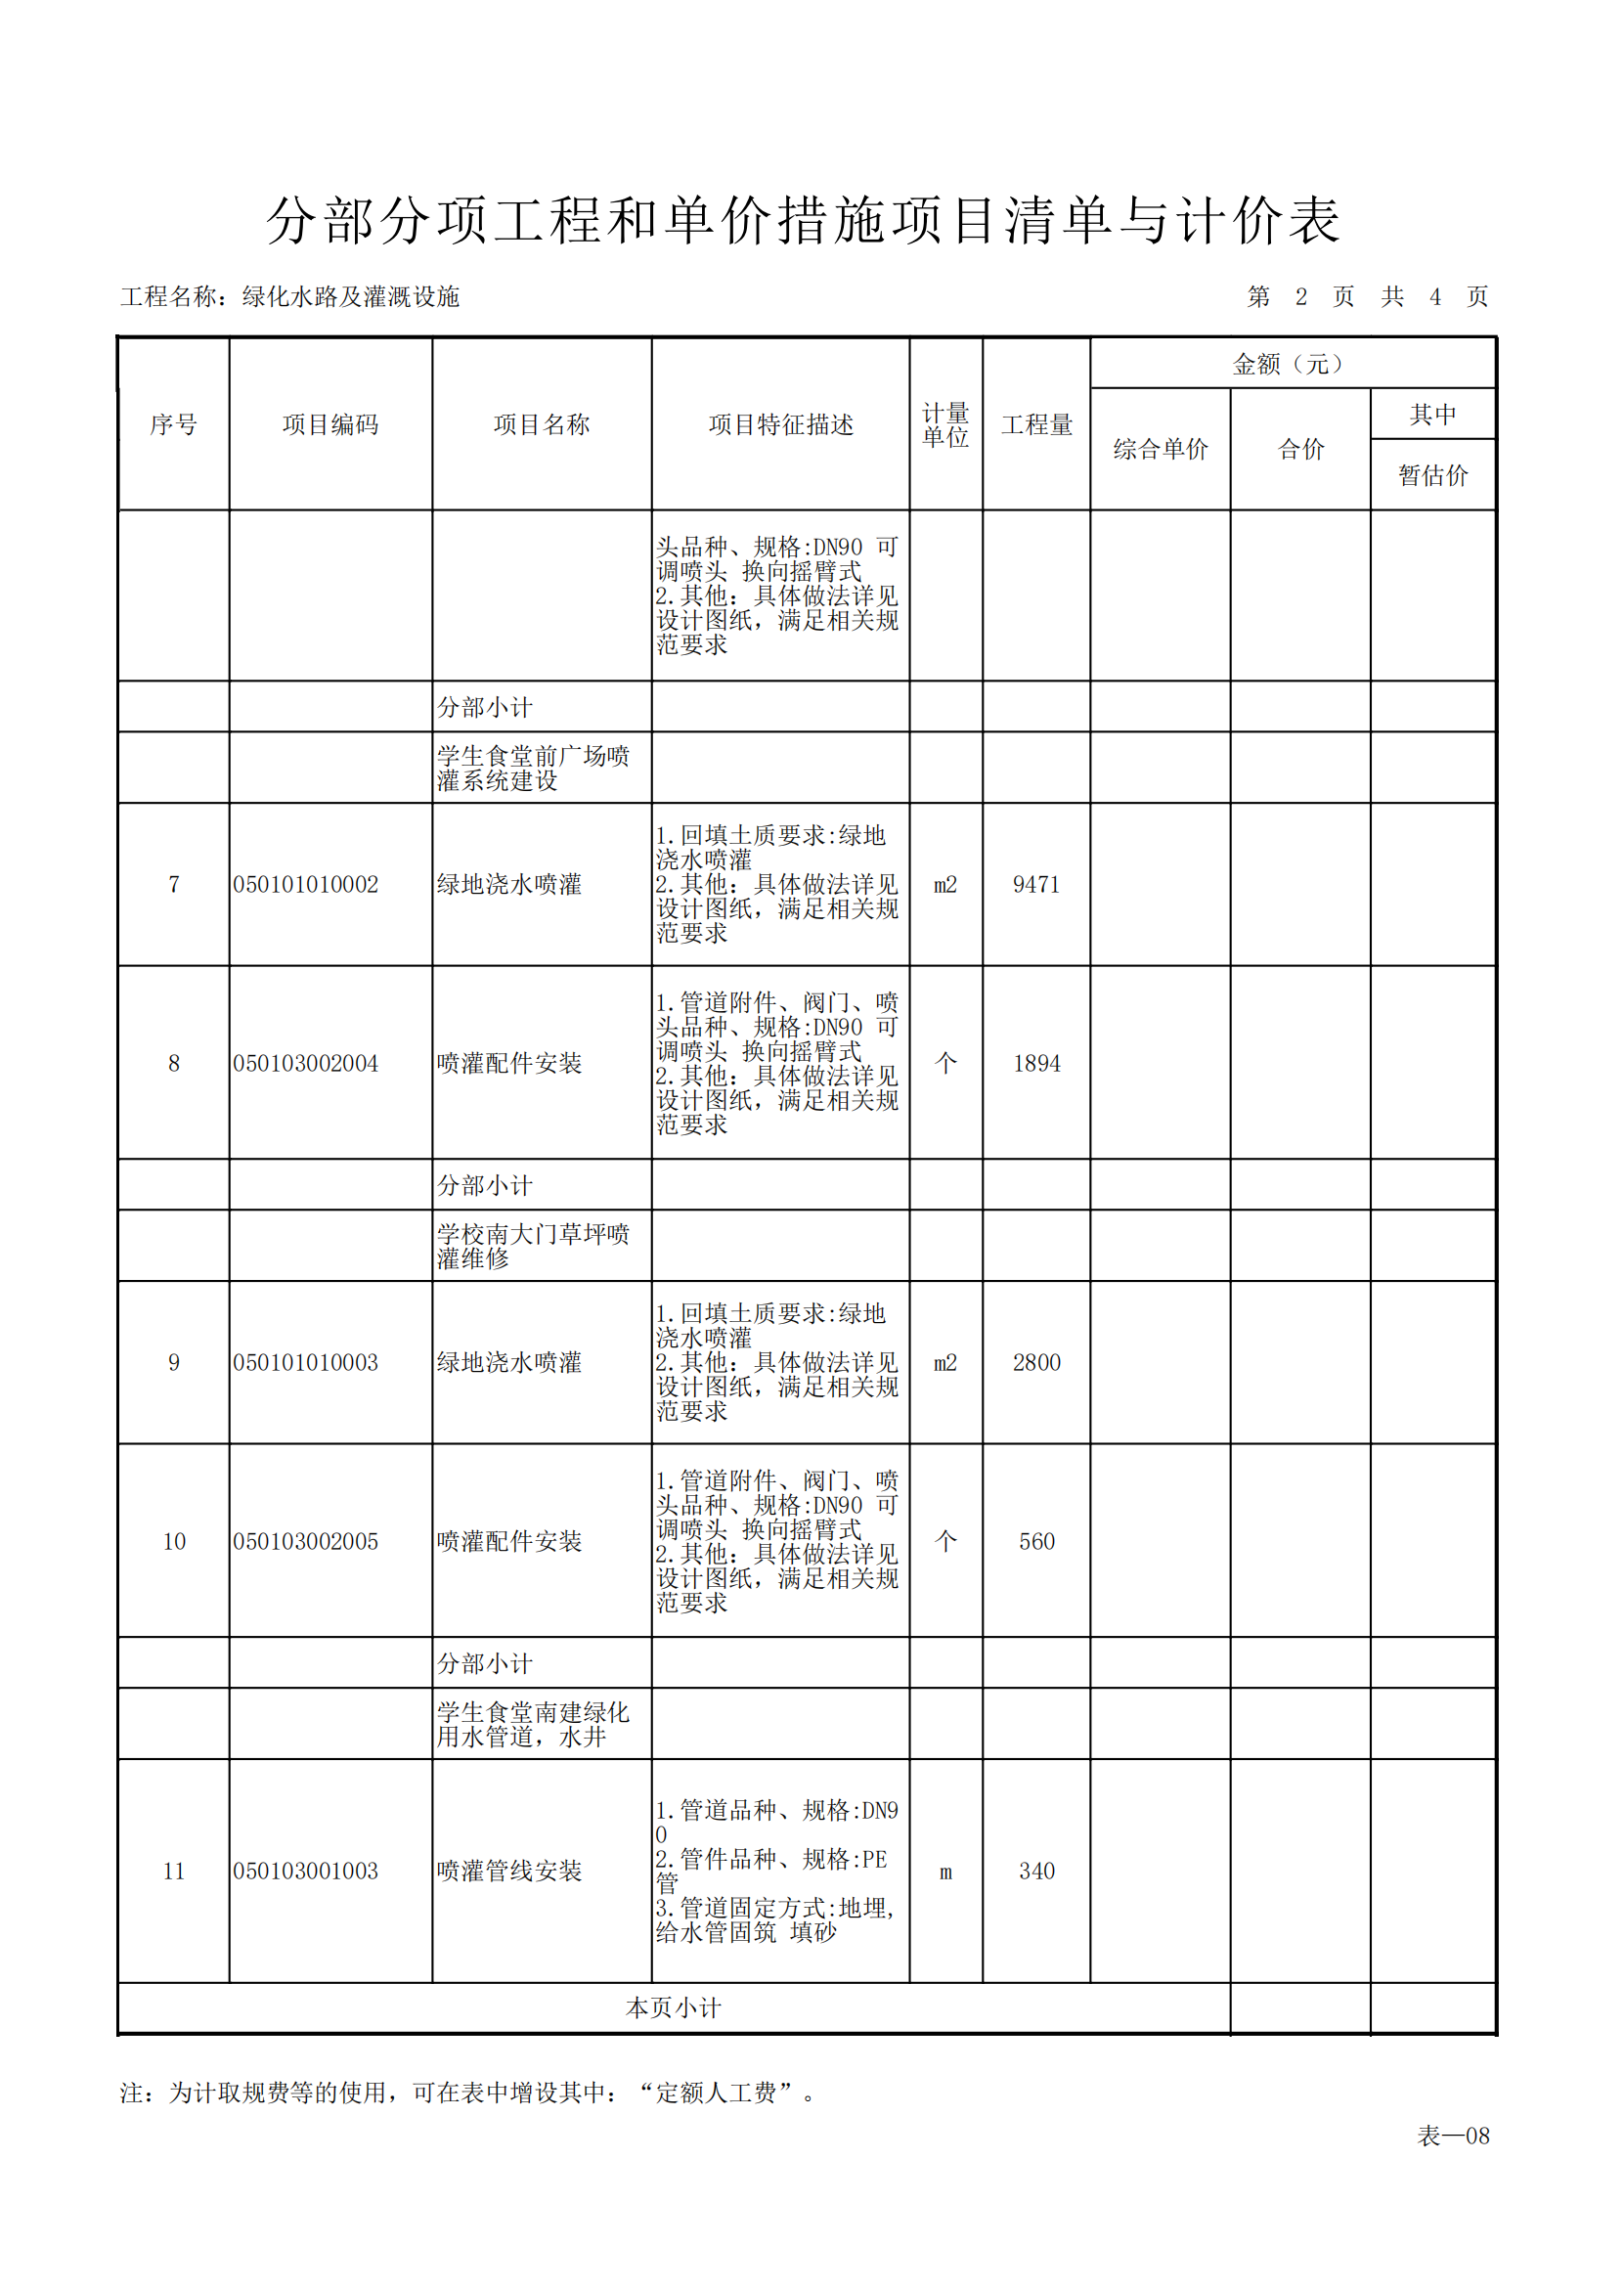 分部分项工程和单价措施项目清单与计价表
工程名称：绿化水路及灌溉设施
第 2 页 共 4 页
序号
项目编码
项目名称
项目特征描述
计量
单位
工程量
金额（元）
综合单价
合价
其中
暂估价
头品种、规格:DN90 可
调喷头 换向摇臂式
2.其他：具体做法详见
设计图纸，满足相关规
范要求
分部小计
学生食堂前广场喷
灌系统建设
7
050101010002
绿地浇水喷灌
1.回填土质要求:绿地
浇水喷灌
2.其他：具体做法详见
设计图纸，满足相关规
范要求
m2
9471
8
050103002004
喷灌配件安装
1.管道附件、阀门、喷
头品种、规格:DN90 可
调喷头 换向摇臂式
2.其他：具体做法详见
设计图纸，满足相关规
范要求
个
1894
分部小计
学校南大门草坪喷
灌维修
9
050101010003
绿地浇水喷灌
1.回填土质要求:绿地
浇水喷灌
2.其他：具体做法详见
设计图纸，满足相关规
范要求
m2
2800
10
050103002005
喷灌配件安装
1.管道附件、阀门、喷
头品种、规格:DN90 可
调喷头 换向摇臂式
2.其他：具体做法详见
设计图纸，满足相关规
范要求
个
560
分部小计
学生食堂南建绿化
用水管道，水井
11
050103001003
喷灌管线安装
1.管道品种、规格:DN9
0
2.管件品种、规格:PE
管
3.管道固定方式:地埋，
给水管固筑 填砂
m
340
本页小计
注：为计取规费等的使用，可在表中增设其中：“定额人工费”。
表—08